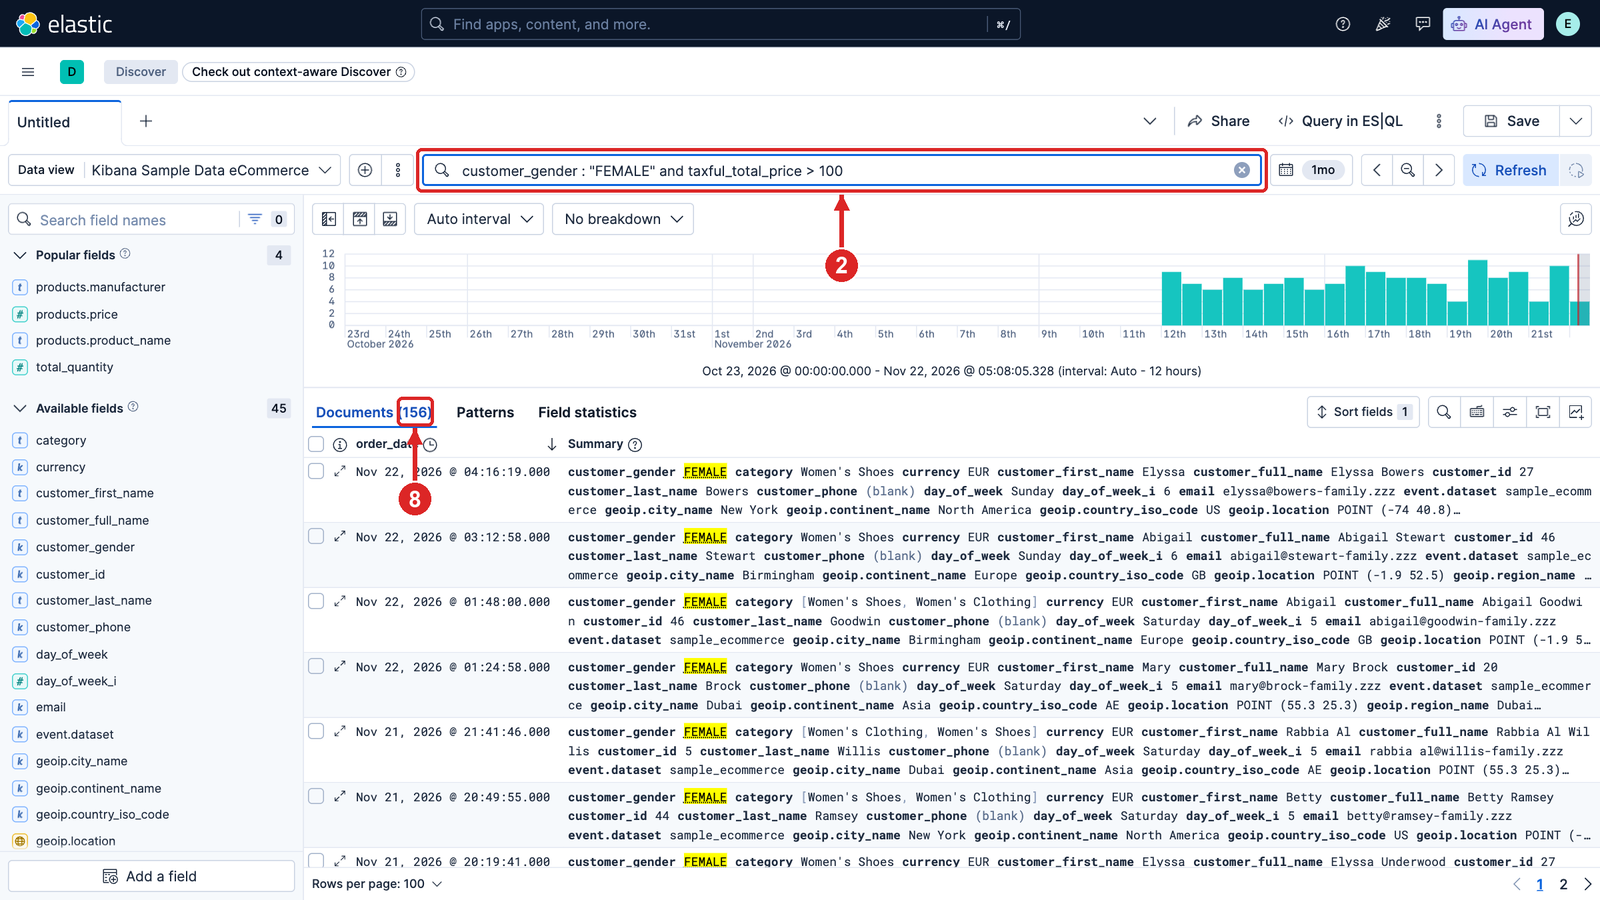 elastic
Find apps, content, and more.
⌘/
AI Agent
E
D
Discover
Check out context-aware Discover
Untitled
Share
Query in ES|QL
Save
Data view
Kibana Sample Data eCommerce
customer_gender : "FEMALE" and taxful_total_price > 100
1mo
Refresh
2
Search field names
0
Auto interval
No breakdown
Popular fields
4
products.manufacturer
products.price
products.product_name
total_quantity
Available fields
45
category
currency
customer_first_name
customer_full_name
customer_gender
customer_id
customer_last_name
customer_phone
day_of_week
day_of_week_i
email
event.dataset
geoip.city_name
geoip.continent_name
geoip.country_iso_code
geoip.location
Add a field
12
10
8
6
4
2
0
23rd 24th 25th 26th 27th 28th 29th 30th 31st 1st 2nd 3rd 4th 5th 6th 7th 8th 9th 10th 11th 12th 13th 14th 15th 16th 17th 18th 19th 20th 21st
October 2026 November 2026
Oct 23, 2026 @ 00:00:00.000 - Nov 22, 2026 @ 05:08:05.328 (interval: Auto - 12 hours)
Documents (156)
Patterns
Field statistics
Sort fields 1
8
order_da
Summary
Nov 22, 2026 @ 04:16:19.000 customer_gender FEMALE category Women's Shoes currency EUR customer_first_name Elyssa customer_full_name Elyssa Bowers customer_id 27
customer_last_name Bowers customer_phone (blank) day_of_week Sunday day_of_week_i 6 email elyssa@bowers-family.zzz event.dataset sample_ecomm
erce geoip.city_name New York geoip.continent_name North America geoip.country_iso_code US geoip.location POINT (-74 40.8)…
Nov 22, 2026 @ 03:12:58.000 customer_gender FEMALE category Women's Shoes currency EUR customer_first_name Abigail customer_full_name Abigail Stewart customer_id 46
customer_last_name Stewart customer_phone (blank) day_of_week Sunday day_of_week_i 6 email abigail@stewart-family.zzz event.dataset sample_ec
ommerce geoip.city_name Birmingham geoip.continent_name Europe geoip.country_iso_code GB geoip.location POINT (-1.9 52.5) geoip.region_name …
Nov 22, 2026 @ 01:48:00.000 customer_gender FEMALE category [Women's Shoes, Women's Clothing] currency EUR customer_first_name Abigail customer_full_name Abigail Goodwi
n customer_id 46 customer_last_name Goodwin customer_phone (blank) day_of_week Saturday day_of_week_i 5 email abigail@goodwin-family.zzz
event.dataset sample_ecommerce geoip.city_name Birmingham geoip.continent_name Europe geoip.country_iso_code GB geoip.location POINT (-1.9 5…
Nov 22, 2026 @ 01:24:58.000 customer_gender FEMALE category Women's Shoes currency EUR customer_first_name Mary customer_full_name Mary Brock customer_id 20
customer_last_name Brock customer_phone (blank) day_of_week Saturday day_of_week_i 5 email mary@brock-family.zzz event.dataset sample_ecommer
ce geoip.city_name Dubai geoip.continent_name Asia geoip.country_iso_code AE geoip.location POINT (55.3 25.3) geoip.region_name Dubai…
Nov 21, 2026 @ 21:41:46.000 customer_gender FEMALE category [Women's Clothing, Women's Shoes] currency EUR customer_first_name Rabbia Al customer_full_name Rabbia Al Wil
lis customer_id 5 customer_last_name Willis customer_phone (blank) day_of_week Saturday day_of_week_i 5 email rabbia al@willis-family.zzz
event.dataset sample_ecommerce geoip.city_name Dubai geoip.continent_name Asia geoip.country_iso_code AE geoip.location POINT (55.3 25.3)…
Nov 21, 2026 @ 20:49:55.000 customer_gender FEMALE category [Women's Shoes, Women's Clothing] currency EUR customer_first_name Betty customer_full_name Betty Ramsey
customer_id 44 customer_last_name Ramsey customer_phone (blank) day_of_week Saturday day_of_week_i 5 email betty@ramsey-family.zzz
event.dataset sample_ecommerce geoip.city_name New York geoip.continent_name North America geoip.country_iso_code US geoip.location POINT (-…
Nov 21, 2026 @ 20:19:41.000 customer_gender FEMALE category Women's Shoes currency EUR customer_first_name Elyssa customer_full_name Elyssa Underwood customer_id 27
Rows per page: 100
1 2